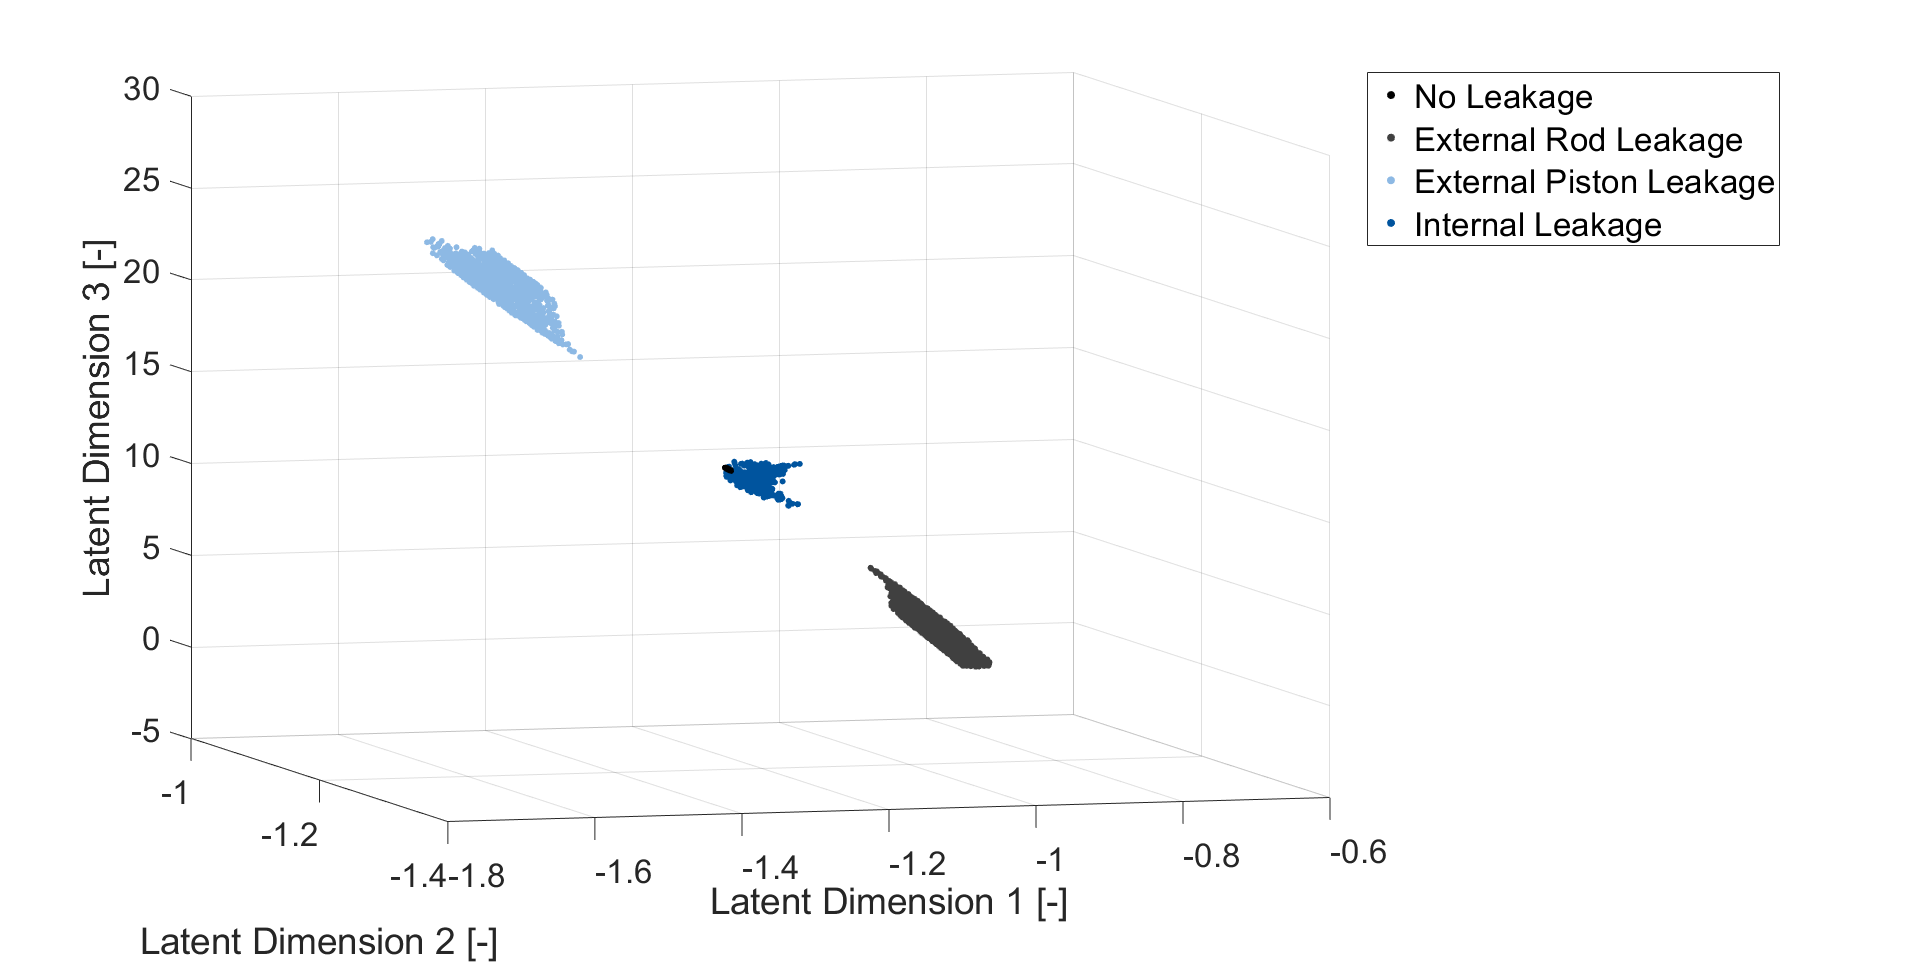 30
25
20
15
10
5
0
-5
Latent Dimension 3 [-]
-1
-1.2
-1.4
Latent Dimension 2 [-]
-1.8
-1.6
-1.4
-1.2
-1
-0.8
-0.6
Latent Dimension 1 [-]
No Leakage
External Rod Leakage
External Piston Leakage
Internal Leakage